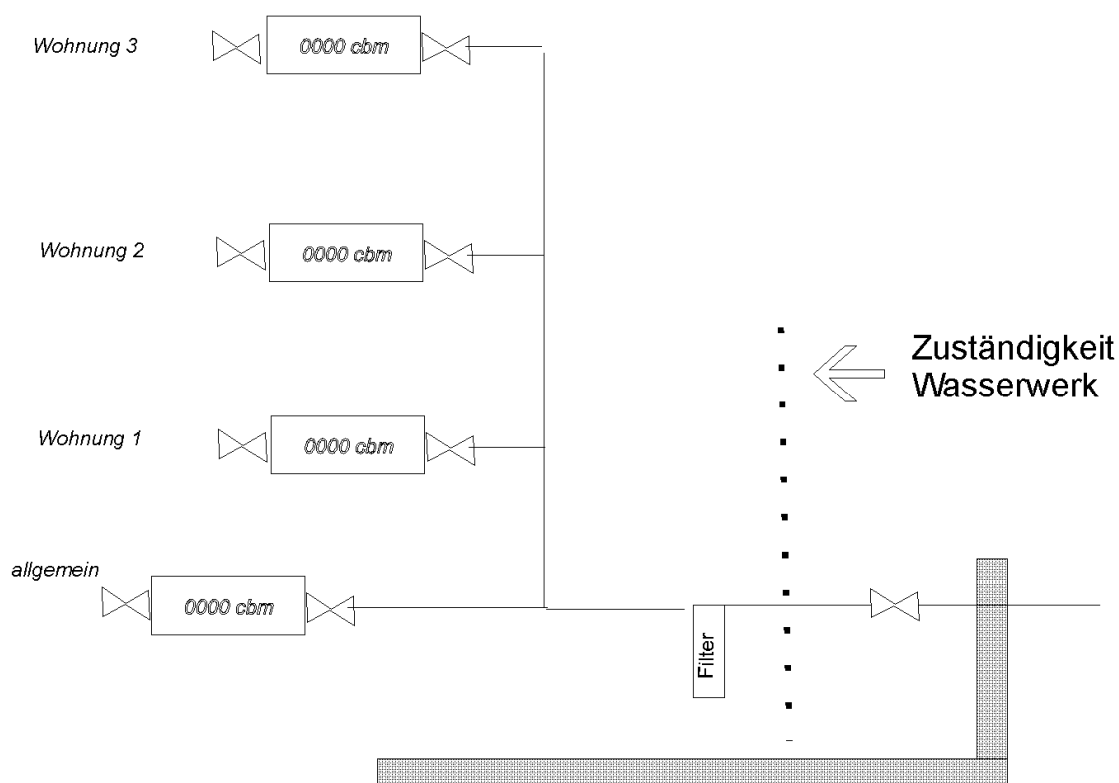 Wohnung 3
0000 cbm
Wohnung 2
0000 cbm
Zuständigkeit
Wasserwerk
Wohnung 1
0000 cbm
allgemein
0000 cbm
Filter